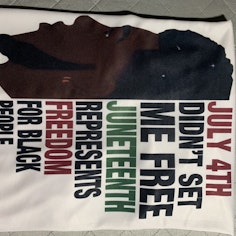 JULY 4TH
DIDN'T SET
ME FREE
JUNETEENTH
REPRESENTS
FREEDOM
FOR BLACK
PEOPLE